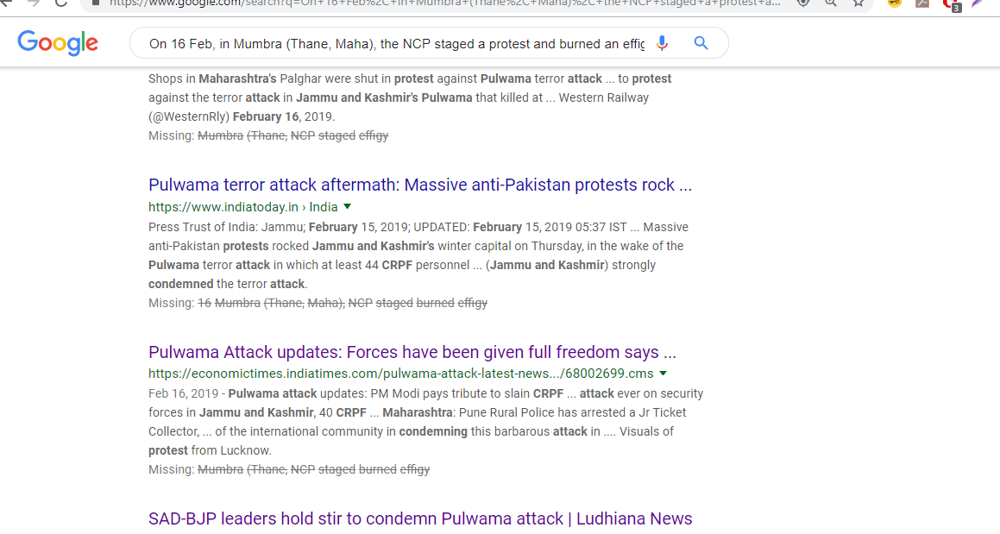 https://www.google.com/search?q=On+16+Feb%2C+in+Mumbra+(Thane%2C+Maha)%2C+the+NCP+staged+a+protest+a...
3
Google
On 16 Feb, in Mumbra (Thane, Maha), the NCP staged a protest and burned an effig
Shops in Maharashtra's Palghar were shut in protest against Pulwama terror attack ... to protest
against the terror attack in Jammu and Kashmir's Pulwama that killed at ... Western Railway
(@WesternRly) February 16, 2019.
Missing: Mumbra (Thane, NCP staged effigy
Pulwama terror attack aftermath: Massive anti-Pakistan protests rock ...
https://www.indiatoday.in › India
Press Trust of India: Jammu; February 15, 2019; UPDATED: February 15, 2019 05:37 IST ... Massive
anti-Pakistan protests rocked Jammu and Kashmir's winter capital on Thursday, in the wake of the
Pulwama terror attack in which at least 44 CRPF personnel ... (Jammu and Kashmir) strongly
condemned the terror attack.
Missing: 16 Mumbra (Thane, Maha), NCP staged burned effigy
Pulwama Attack updates: Forces have been given full freedom says ...
https://economictimes.indiatimes.com/pulwama-attack-latest-news.../68002699.cms
Feb 16, 2019 - Pulwama attack updates: PM Modi pays tribute to slain CRPF ... attack ever on security
forces in Jammu and Kashmir, 40 CRPF ... Maharashtra: Pune Rural Police has arrested a Jr Ticket
Collector, ... of the international community in condemning this barbarous attack in .... Visuals of
protest from Lucknow.
Missing: Mumbra (Thane, NCP staged burned effigy
SAD-BJP leaders hold stir to condemn Pulwama attack | Ludhiana News